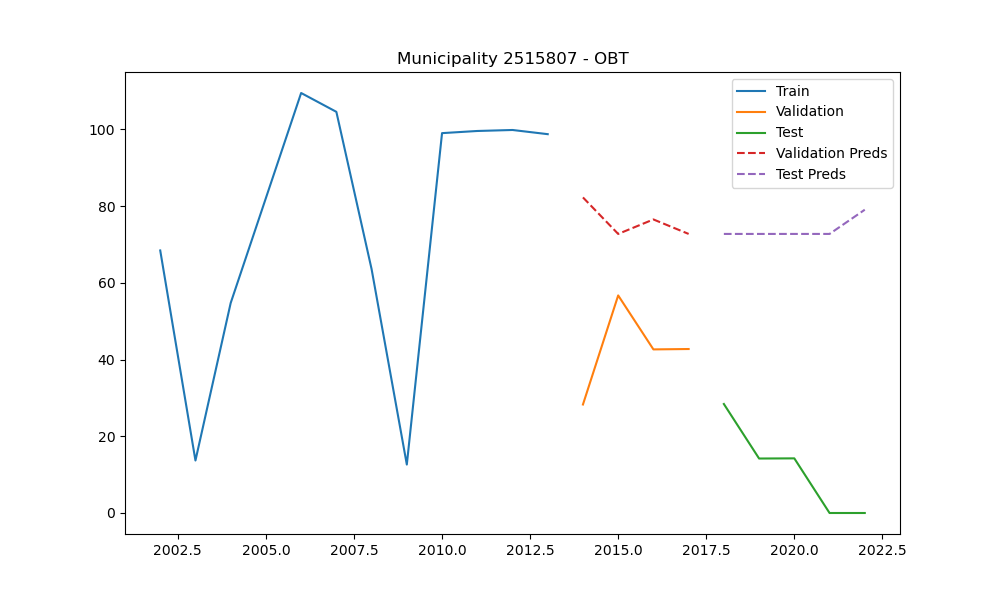 Municipality 2515807 - OBT
Train
Validation
Test
Validation Preds
Test Preds
100
80
60
40
20
0
2002.5 2005.0 2007.5 2010.0 2012.5 2015.0 2017.5 2020.0 2022.5